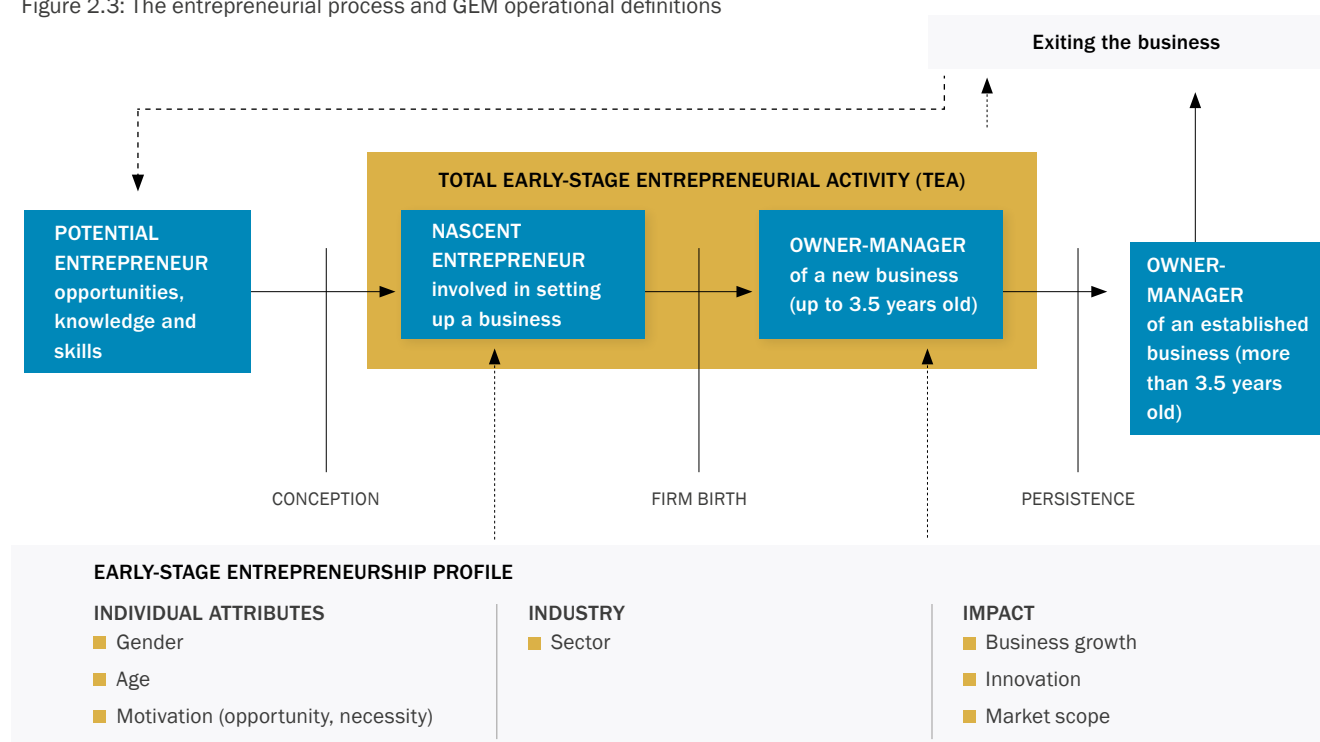 Figure 2.3: The entrepreneurial process and GEM operational definitions
Exiting the business
TOTAL EARLY-STAGE ENTREPRENEURIAL ACTIVITY (TEA)
POTENTIAL
ENTREPRENEUR
opportunities,
knowledge and
skills
NASCENT
ENTREPRENEUR
involved in setting
up a business
OWNER-MANAGER
of a new business
(up to 3.5 years old)
OWNER-
MANAGER
of an established
business (more
than 3.5 years
old)
CONCEPTION
FIRM BIRTH
PERSISTENCE
EARLY-STAGE ENTREPRENEURSHIP PROFILE
INDIVIDUAL ATTRIBUTES
Gender
Age
Motivation (opportunity, necessity)
INDUSTRY
Sector
IMPACT
Business growth
Innovation
Market scope